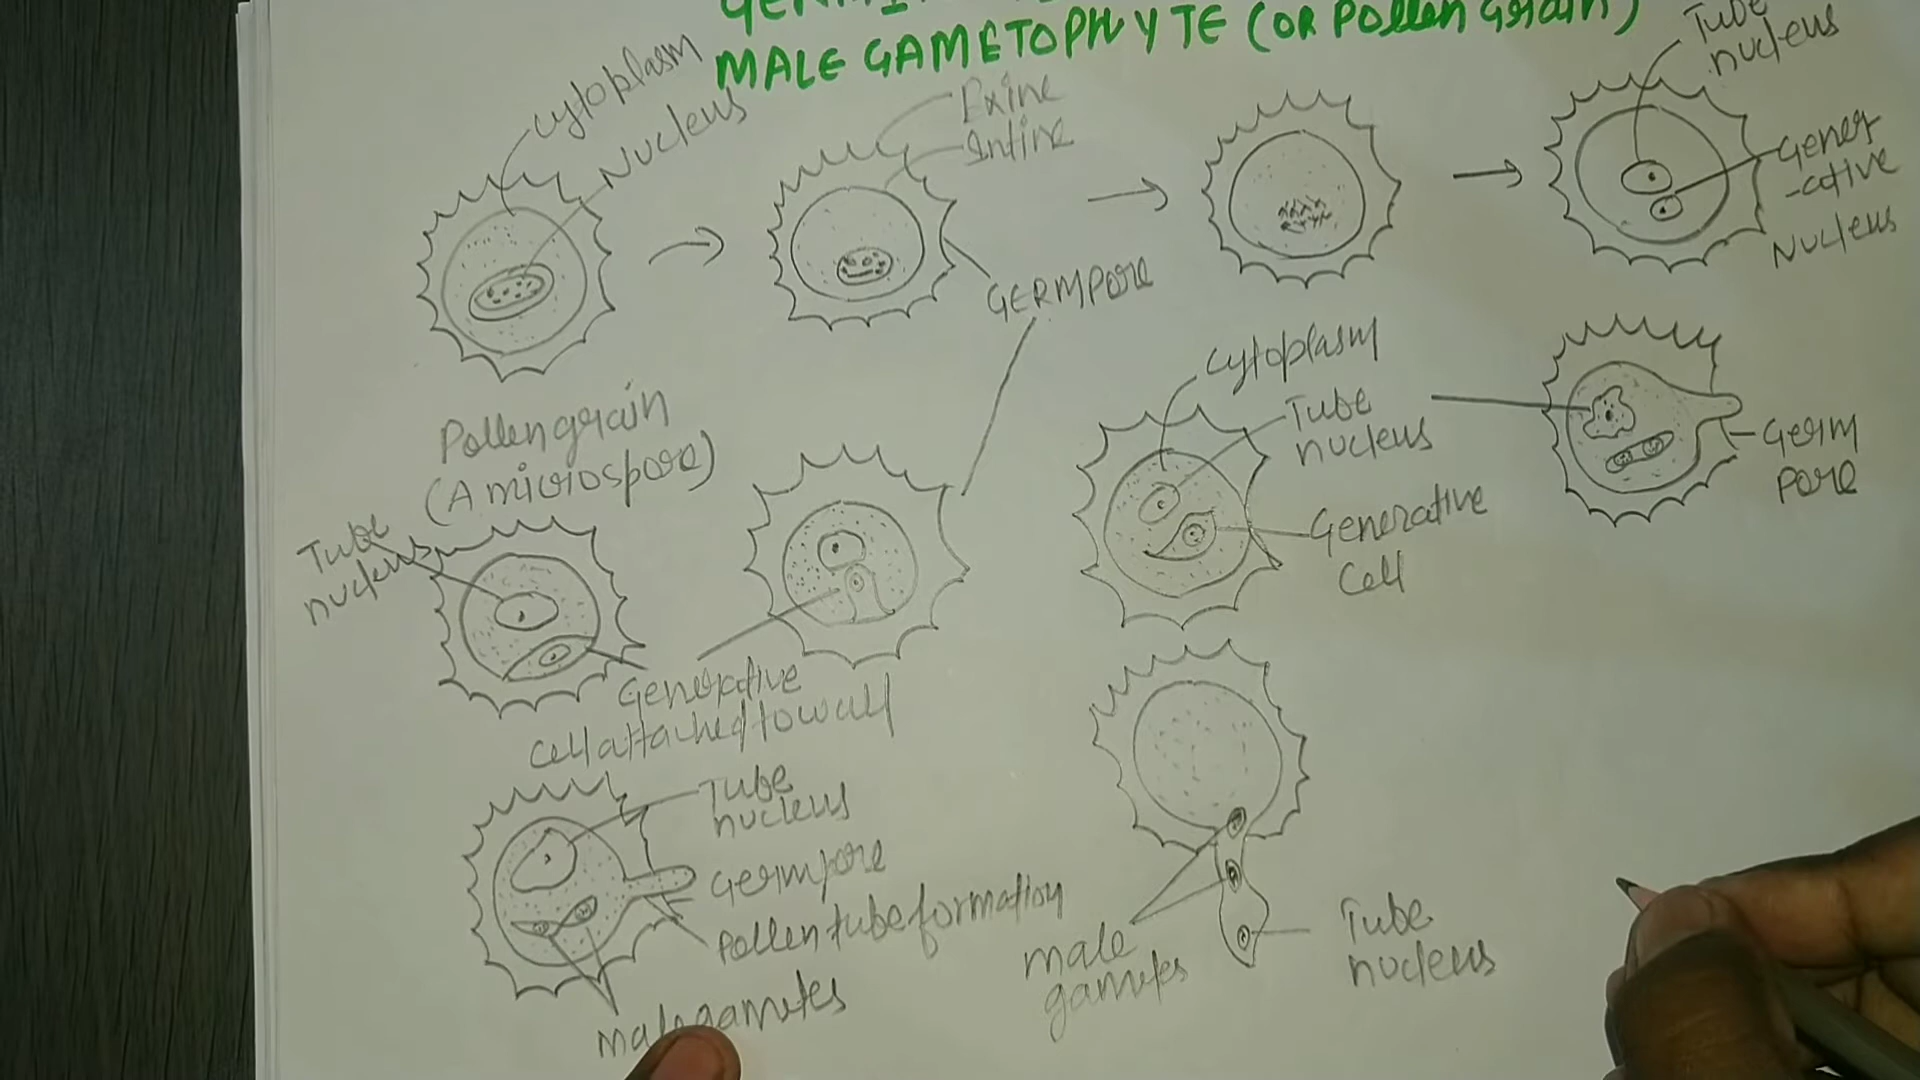 MALE GAMETOPHYTE (OR Pollen Grain)
Cytoplasm
Nucleus
Exine
Intine
GERMPORE
Tube
nucleus
Gener
-ative
Nucleus
Pollen grain
(A microspore)
Cytoplasm
Tube
nucleus
Generative
Cell
Germ
pore
Tube
nucleus
Generative
Cell attached to wall
Tube
nucleus
Germpore
Pollen tube formation
male gametes
male
gametes
Tube
nucleus